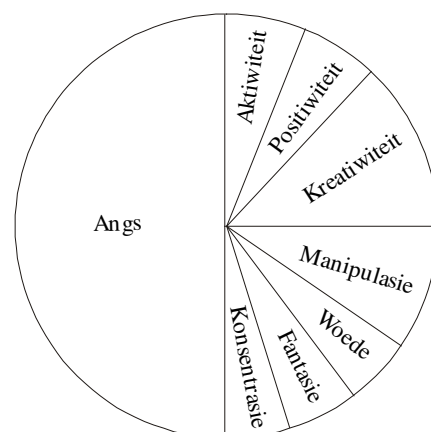 Aktiwiteit
Positiwiteit
Kreatiwiteit
Angs
Manipulasie
Woede
Fantasie
Konsentrasie